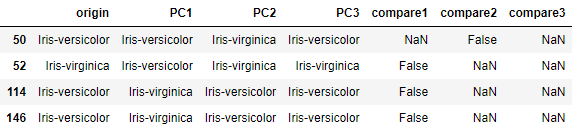 origin PC1 PC2 PC3 compare1 compare2 compare3
50 Iris-versicolor Iris-versicolor Iris-virginica Iris-versicolor NaN False NaN
52 Iris-virginica Iris-versicolor Iris-virginica Iris-virginica False NaN NaN
114 Iris-versicolor Iris-virginica Iris-versicolor Iris-versicolor False NaN NaN
146 Iris-versicolor Iris-virginica Iris-versicolor Iris-versicolor False NaN NaN